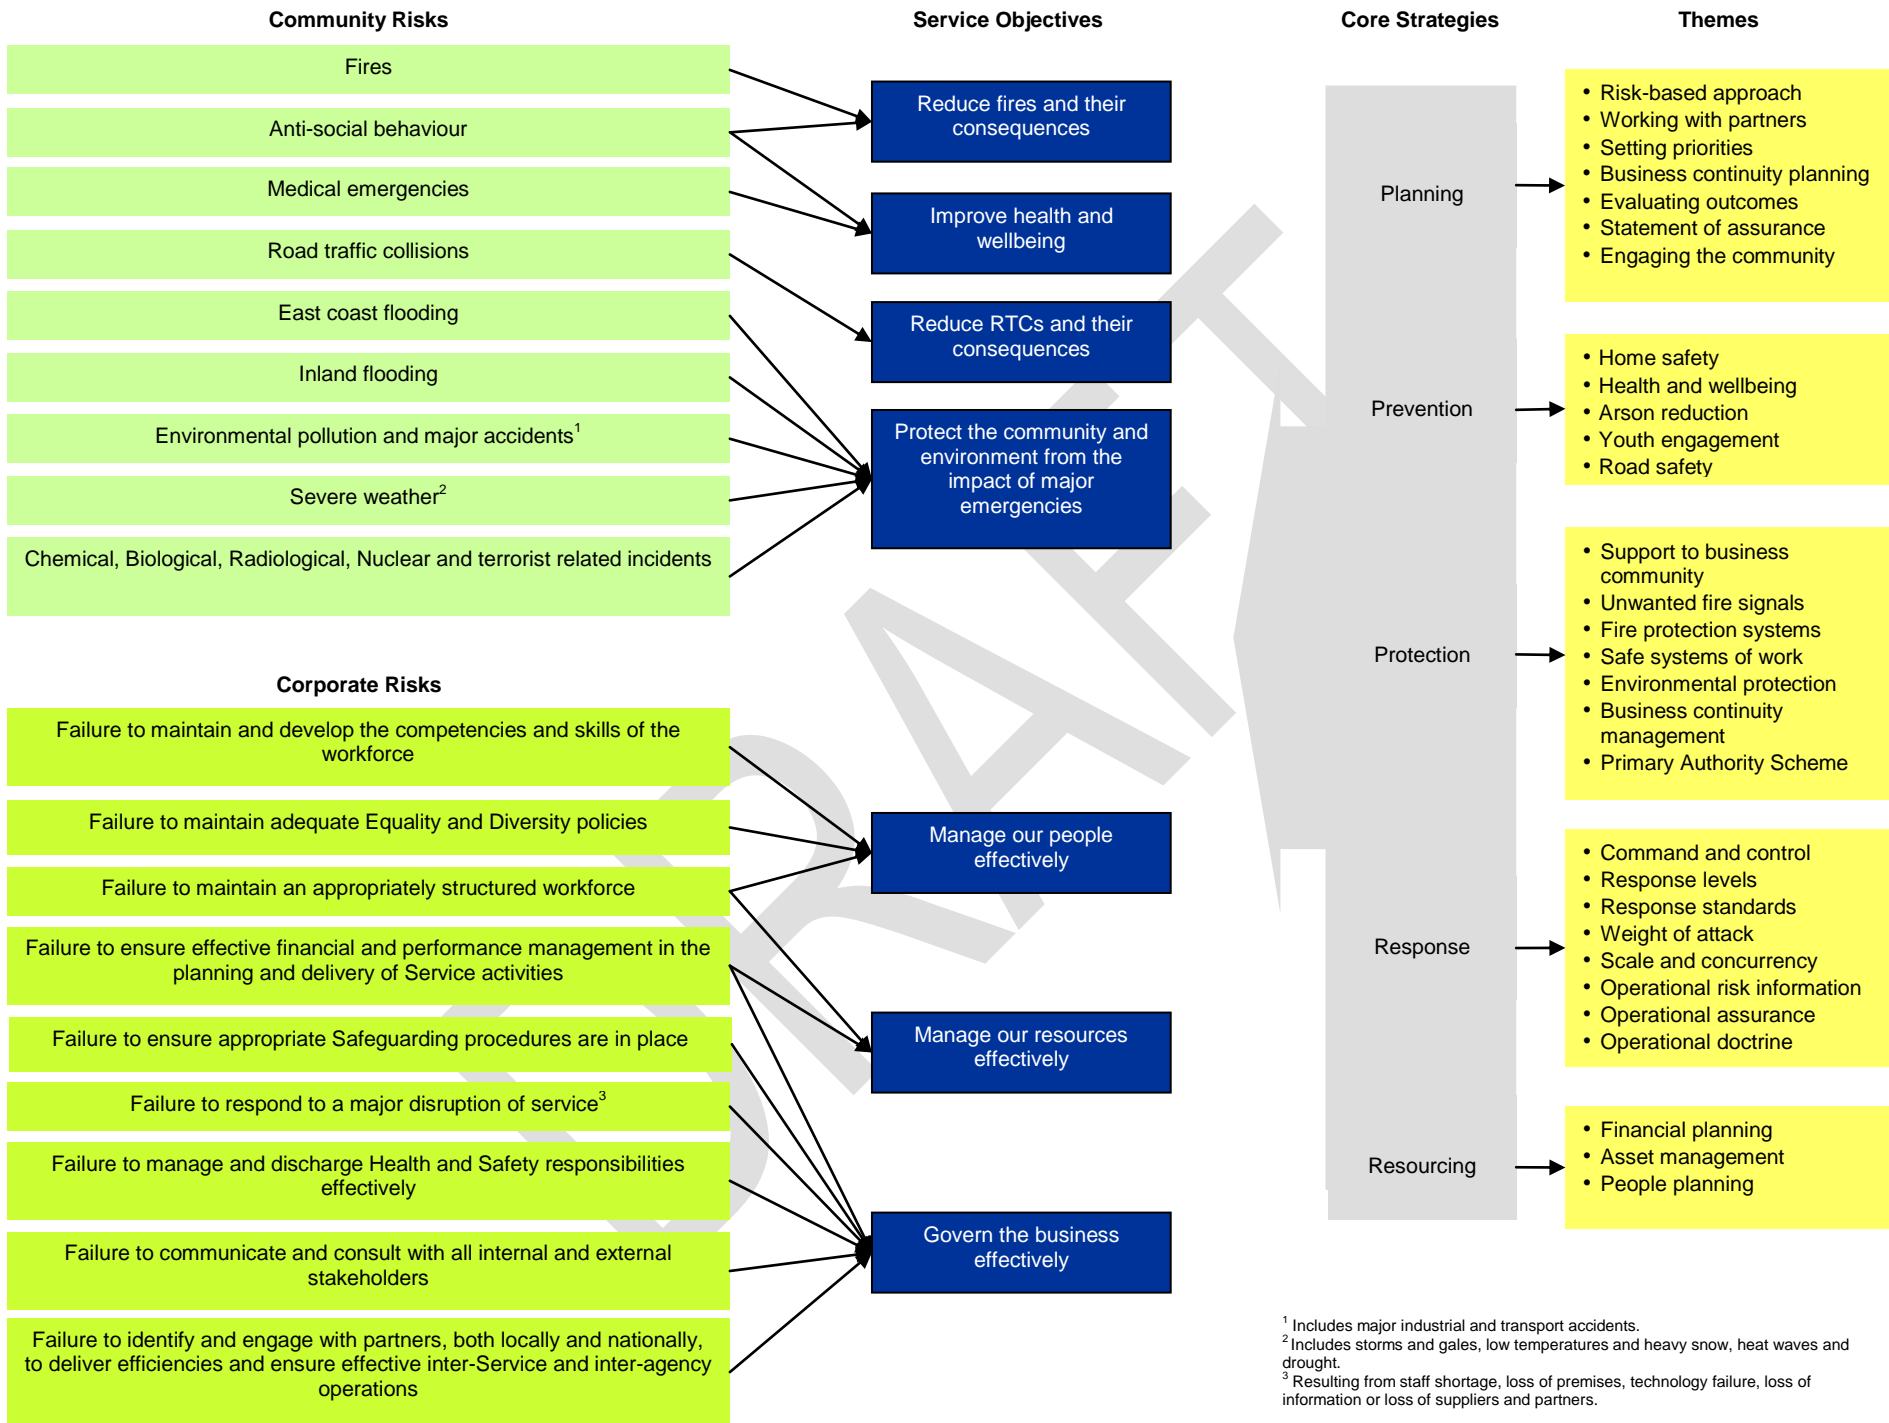 Community Risks
Fires
Anti-social behaviour
Medical emergencies
Road traffic collisions
East coast flooding
Inland flooding
Environmental pollution and major accidents1
Severe weather2
Chemical, Biological, Radiological, Nuclear and terrorist related incidents
Corporate Risks
Failure to maintain and develop the competencies and skills of the
workforce
Failure to maintain adequate Equality and Diversity policies
Failure to maintain an appropriately structured workforce
Failure to ensure effective financial and performance management in the
planning and delivery of Service activities
Failure to ensure appropriate Safeguarding procedures are in place
Failure to respond to a major disruption of service3
Failure to manage and discharge Health and Safety responsibilities
effectively
Failure to communicate and consult with all internal and external
stakeholders
Failure to identify and engage with partners, both locally and nationally,
to deliver efficiencies and ensure effective inter-Service and inter-agency
operations
Service Objectives
Reduce fires and their
consequences
Improve health and
wellbeing
Reduce RTCs and their
consequences
Protect the community and
environment from the
impact of major
emergencies
Manage our people
effectively
Manage our resources
effectively
Govern the business
effectively
Core Strategies
Planning
Prevention
Protection
Response
Resourcing
Themes
• Risk-based approach
• Working with partners
• Setting priorities
• Business continuity planning
• Evaluating outcomes
• Statement of assurance
• Engaging the community
• Home safety
• Health and wellbeing
• Arson reduction
• Youth engagement
• Road safety
• Support to business
community
• Unwanted fire signals
• Fire protection systems
• Safe systems of work
• Environmental protection
• Business continuity
management
• Primary Authority Scheme
• Command and control
• Response levels
• Response standards
• Weight of attack
• Scale and concurrency
• Operational risk information
• Operational assurance
• Operational doctrine
• Financial planning
• Asset management
• People planning
1 Includes major industrial and transport accidents.
2 Includes storms and gales, low temperatures and heavy snow, heat waves and
drought.
3 Resulting from staff shortage, loss of premises, technology failure, loss of
information or loss of suppliers and partners.
DRAFT